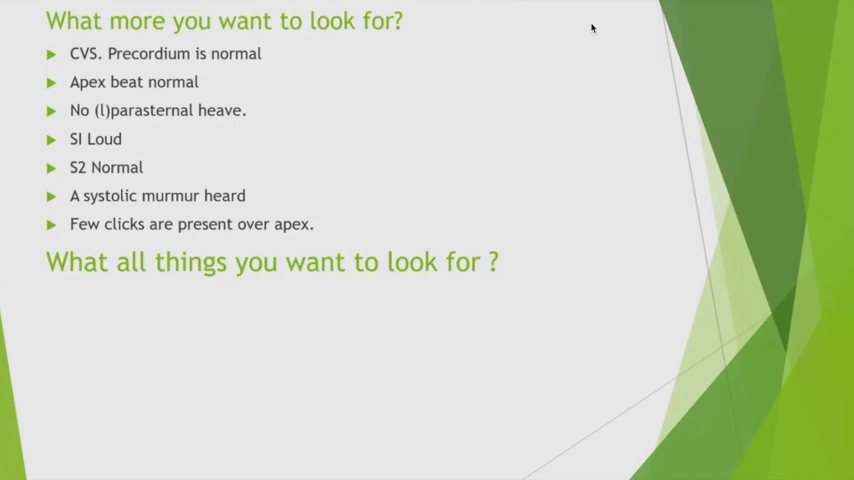 What more you want to look for?
CVS. Precordium is normal
Apex beat normal
No (l)parasternal heave.
SI Loud
S2 Normal
A systolic murmur heard
Few clicks are present over apex.
What all things you want to look for ?